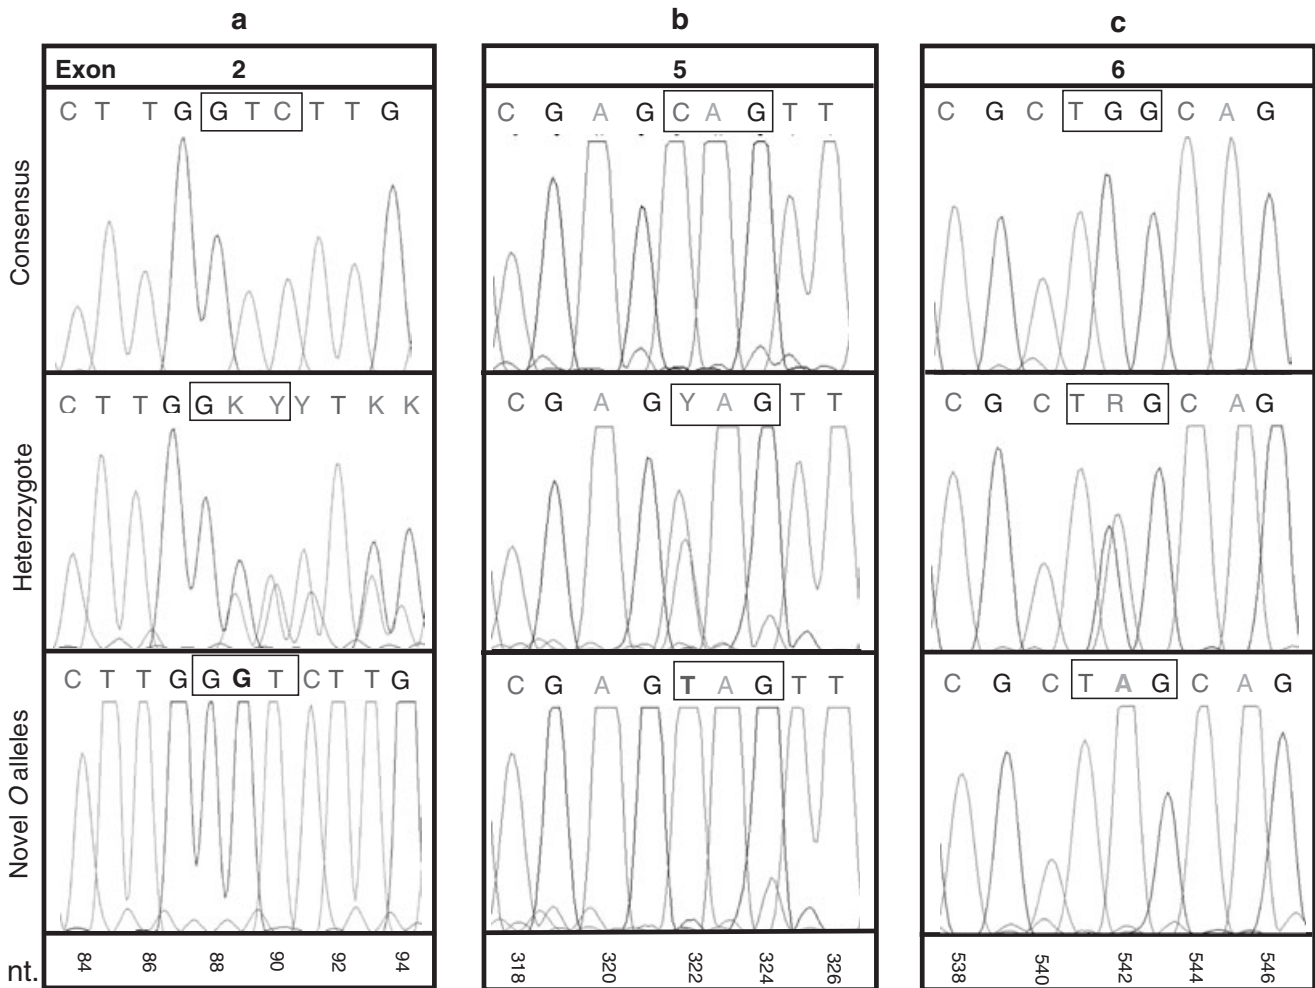 a b c
Exon 2 5 6
Consensus
C T T G G T C T T G
C G A G C A G T T
C G C T G G C A G
Heterozygote
C T T G G K Y Y T K K
C G A G Y A G T T
C G C T R G C A G
Novel O alleles
C T T G G G T C T T G
C G A G T A G T T
C G C T A G C A G
nt. 84 86 88 90 92 94 318 320 322 324 326 538 540 542 544 546